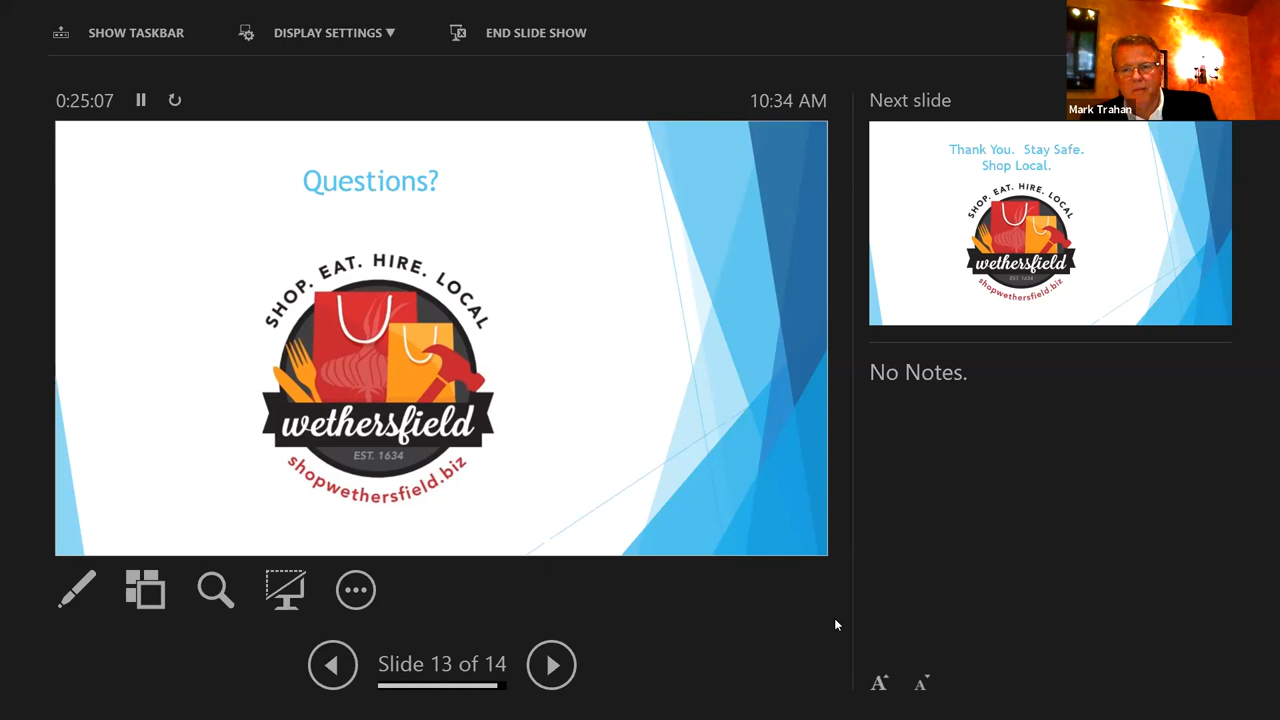 SHOW TASKBAR
DISPLAY SETTINGS ▼
END SLIDE SHOW
Mark Trahan
0:25:07
10:34 AM
Next slide
Questions?
SHOP. EAT. HIRE. LOCAL
wethersfield
EST. 1634
shopwethersfield.biz
Thank You. Stay Safe.
Shop Local.
SHOP. EAT. HIRE. LOCAL
wethersfield
EST. 1634
shopwethersfield.biz
No Notes.
Slide 13 of 14
A
A